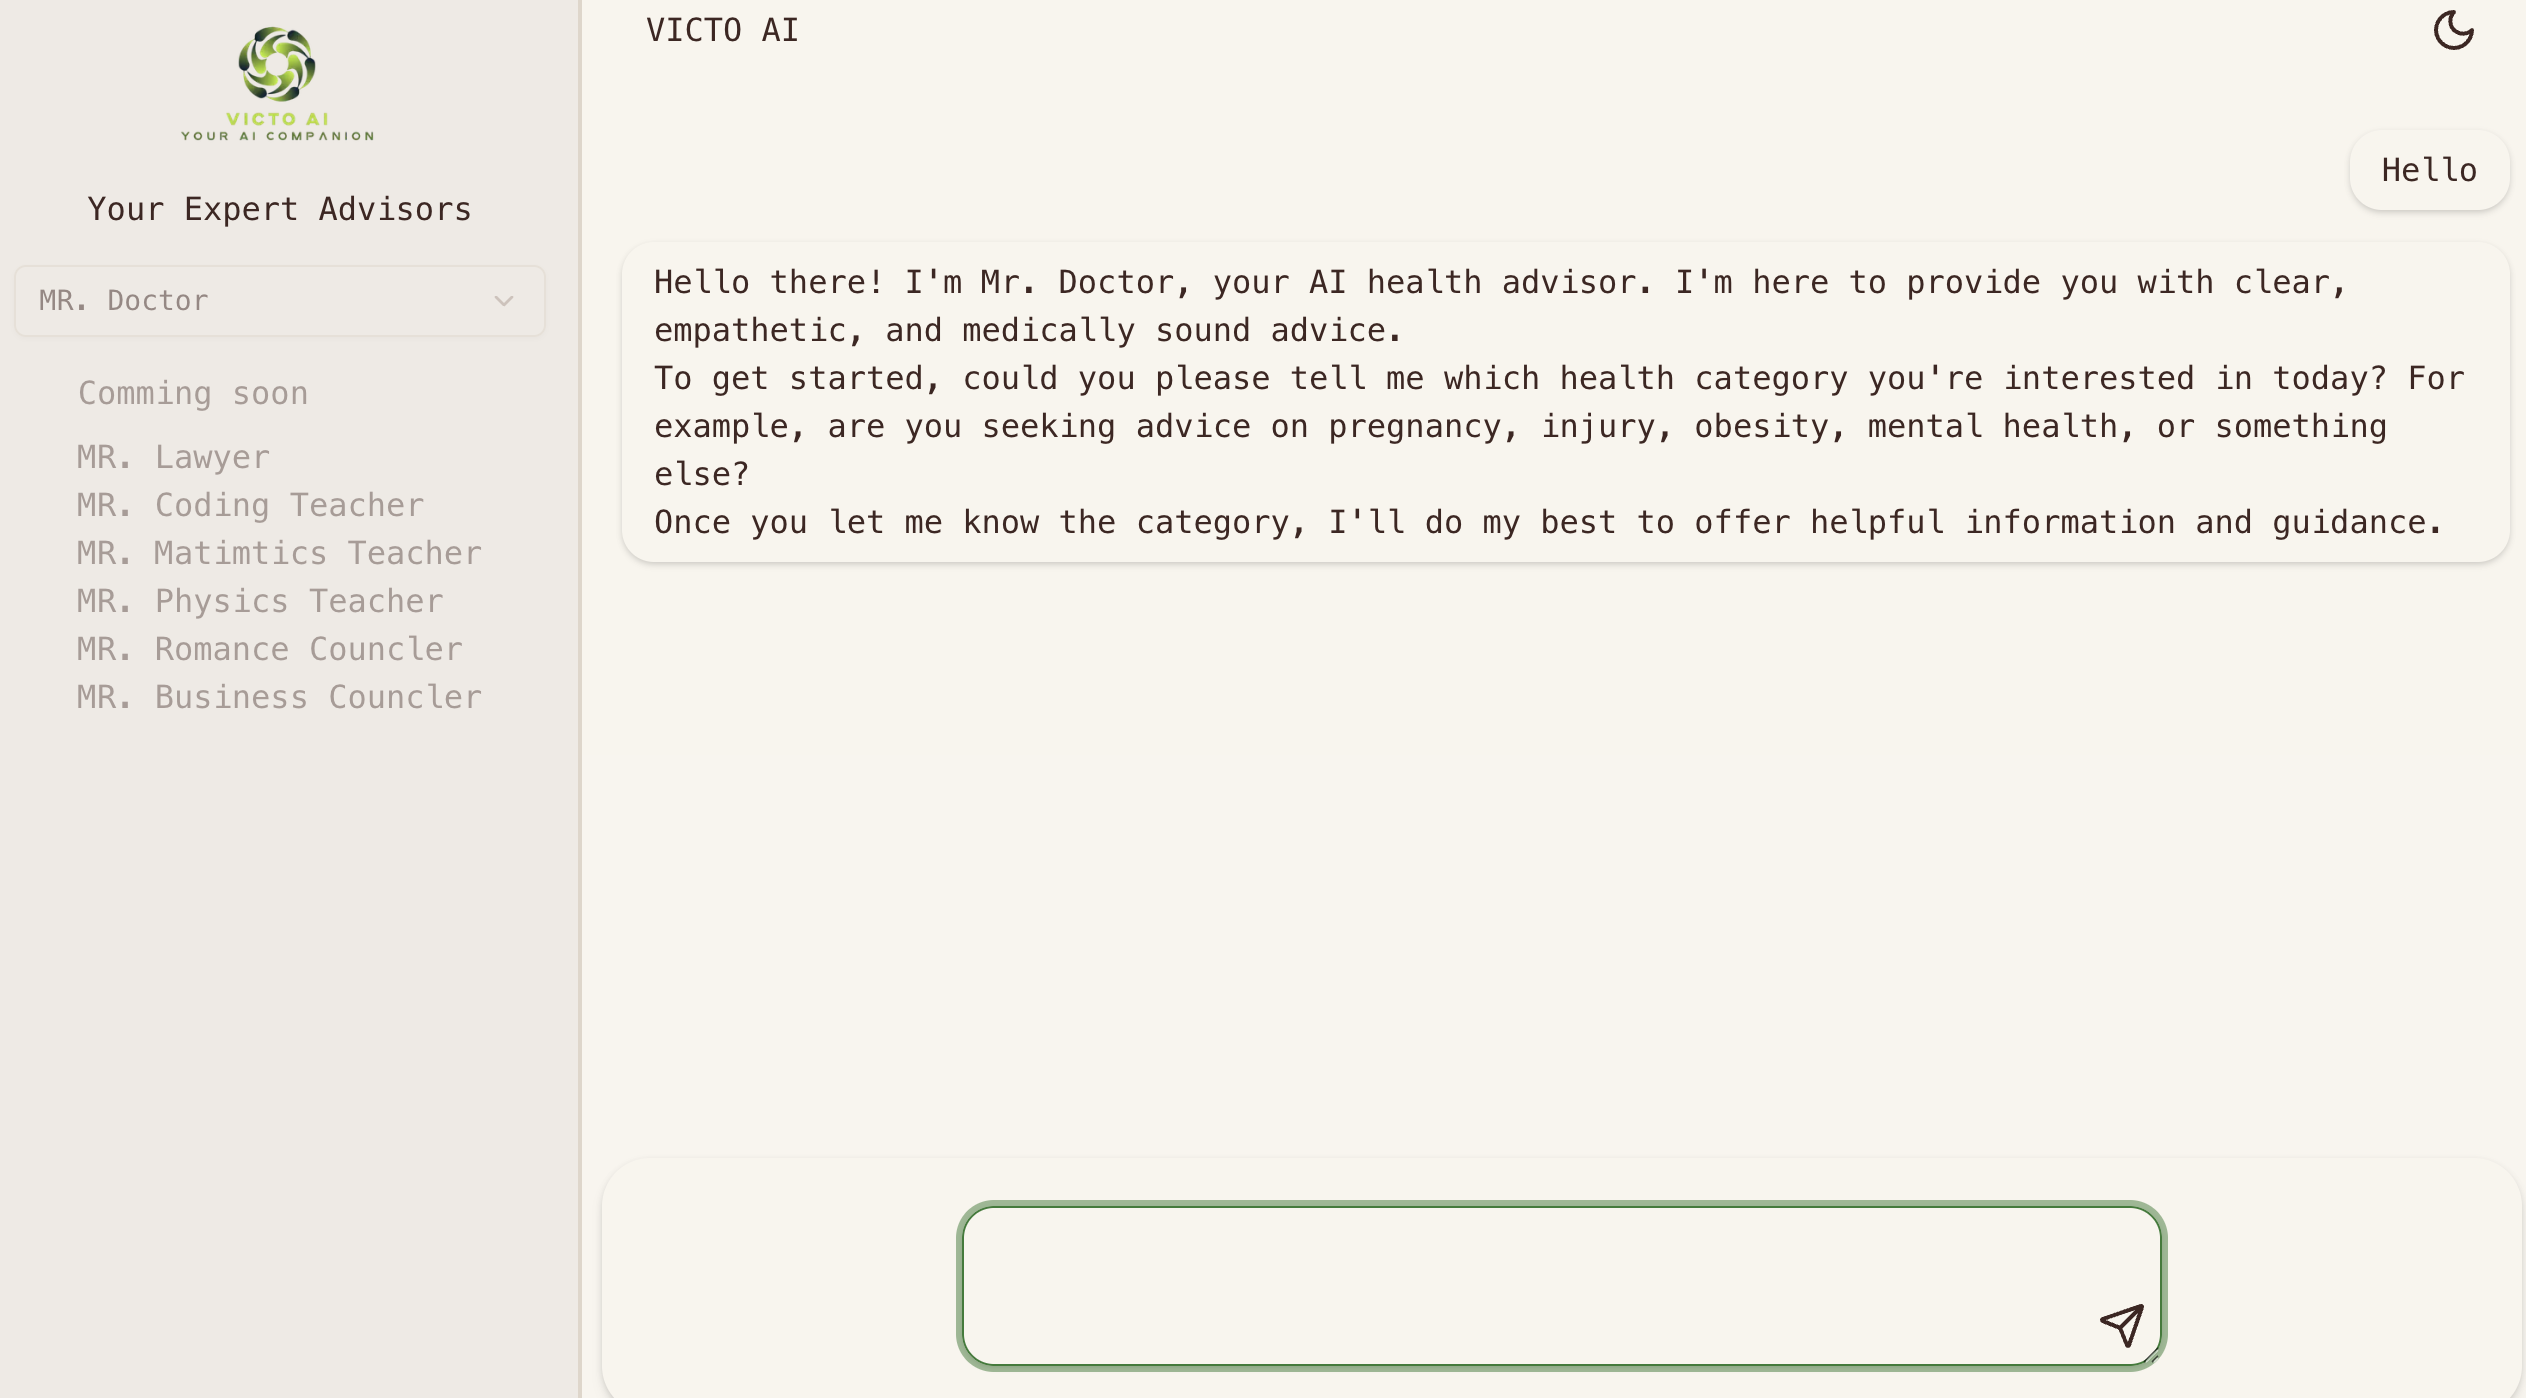 VICTO AI
YOUR AI COMPANION
Your Expert Advisors
MR. Doctor
Comming soon
MR. Lawyer
MR. Coding Teacher
MR. Matimtics Teacher
MR. Physics Teacher
MR. Romance Councler
MR. Business Councler
VICTO AI
Hello
Hello there! I'm Mr. Doctor, your AI health advisor. I'm here to provide you with clear,
empathetic, and medically sound advice.
To get started, could you please tell me which health category you're interested in today? For
example, are you seeking advice on pregnancy, injury, obesity, mental health, or something
else?
Once you let me know the category, I'll do my best to offer helpful information and guidance.